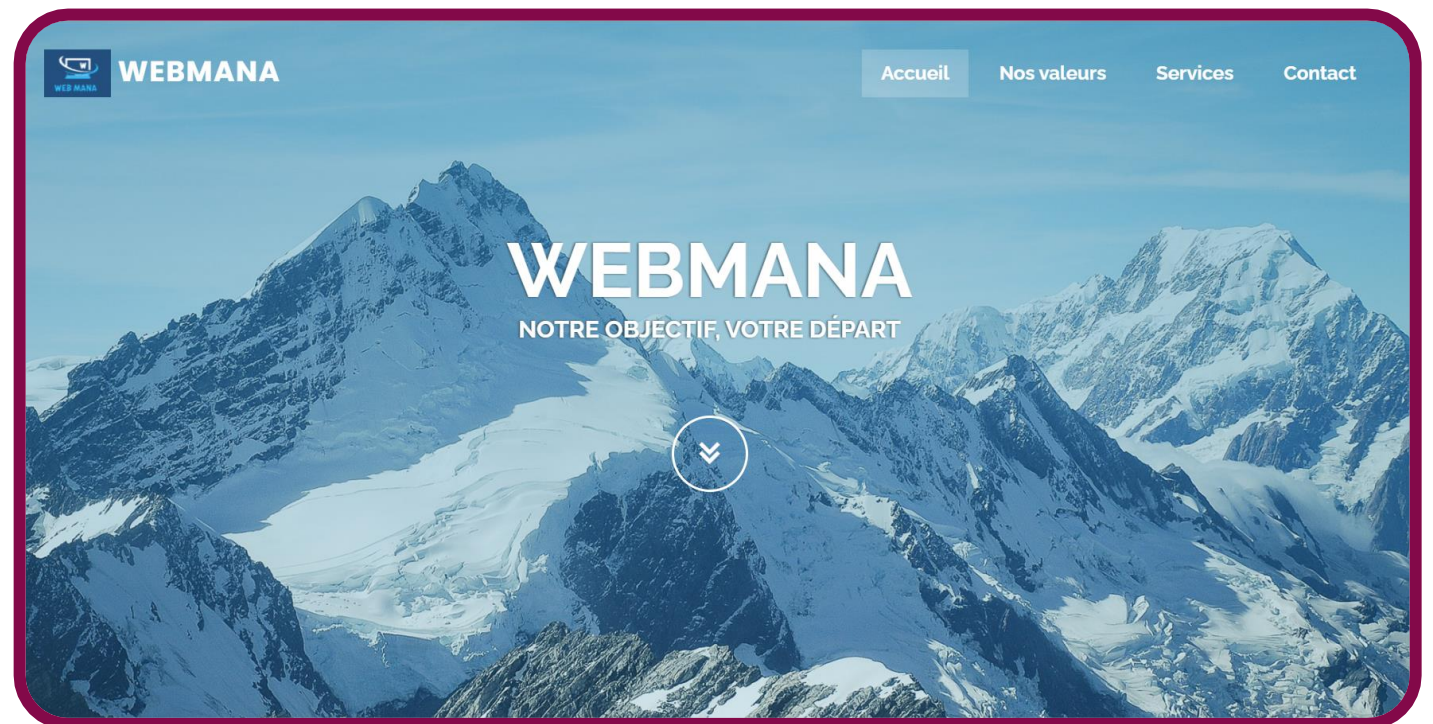 WEB MANA
WEBMANA
Accueil
Nos valeurs
Services
Contact
WEBMANA
NOTRE OBJECTIF, VOTRE DÉPART